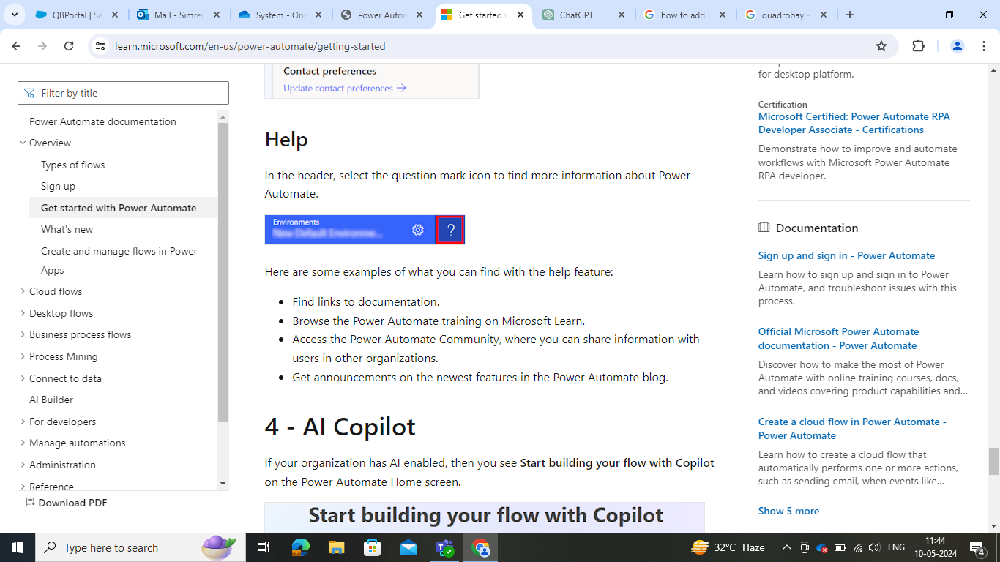 QBPortal | Sa
Mail - Simree
System - One
Power Autom
Get started w
ChatGPT
how to add l
quadrobay -
learn.microsoft.com/en-us/power-automate/getting-started
Filter by title
Power Automate documentation
Overview
Types of flows
Sign up
Get started with Power Automate
What's new
Create and manage flows in Power
Apps
Cloud flows
Desktop flows
Business process flows
Process Mining
Connect to data
AI Builder
For developers
Manage automations
Administration
Reference
Download PDF
Contact preferences
Update contact preferences →
Help
In the header, select the question mark icon to find more information about Power
Automate.
Environments
?
Here are some examples of what you can find with the help feature:
• Find links to documentation.
• Browse the Power Automate training on Microsoft Learn.
• Access the Power Automate Community, where you can share information with
users in other organizations.
• Get announcements on the newest features in the Power Automate blog.
4 - AI Copilot
If your organization has AI enabled, then you see Start building your flow with Copilot
on the Power Automate Home screen.
Start building your flow with Copilot
components of the Microsoft Power Automate
for desktop platform.
Certification
Microsoft Certified: Power Automate RPA
Developer Associate - Certifications
Demonstrate how to improve and automate
workflows with Microsoft Power Automate
RPA developer.
Documentation
Sign up and sign in - Power Automate
Learn how to sign up and sign in to Power
Automate, and troubleshoot issues with this
process.
Official Microsoft Power Automate
documentation - Power Automate
Discover how to make the most of Power
Automate with online training courses, docs,
and videos covering product capabilities and...
Create a cloud flow in Power Automate -
Power Automate
Learn how to create a cloud flow that
automatically performs one or more actions,
such as sending email, when events like...
Show 5 more
Type here to search
32°C Haze
ENG
11:44
10-05-2024
4